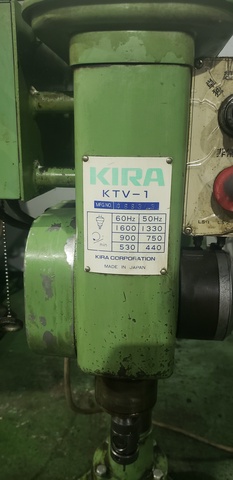 KIRA
KTV-1
MFG.NO.
60Hz 50Hz
1600 1330
900 750
530 440
KIRA CORPORATION
MADE IN JAPAN